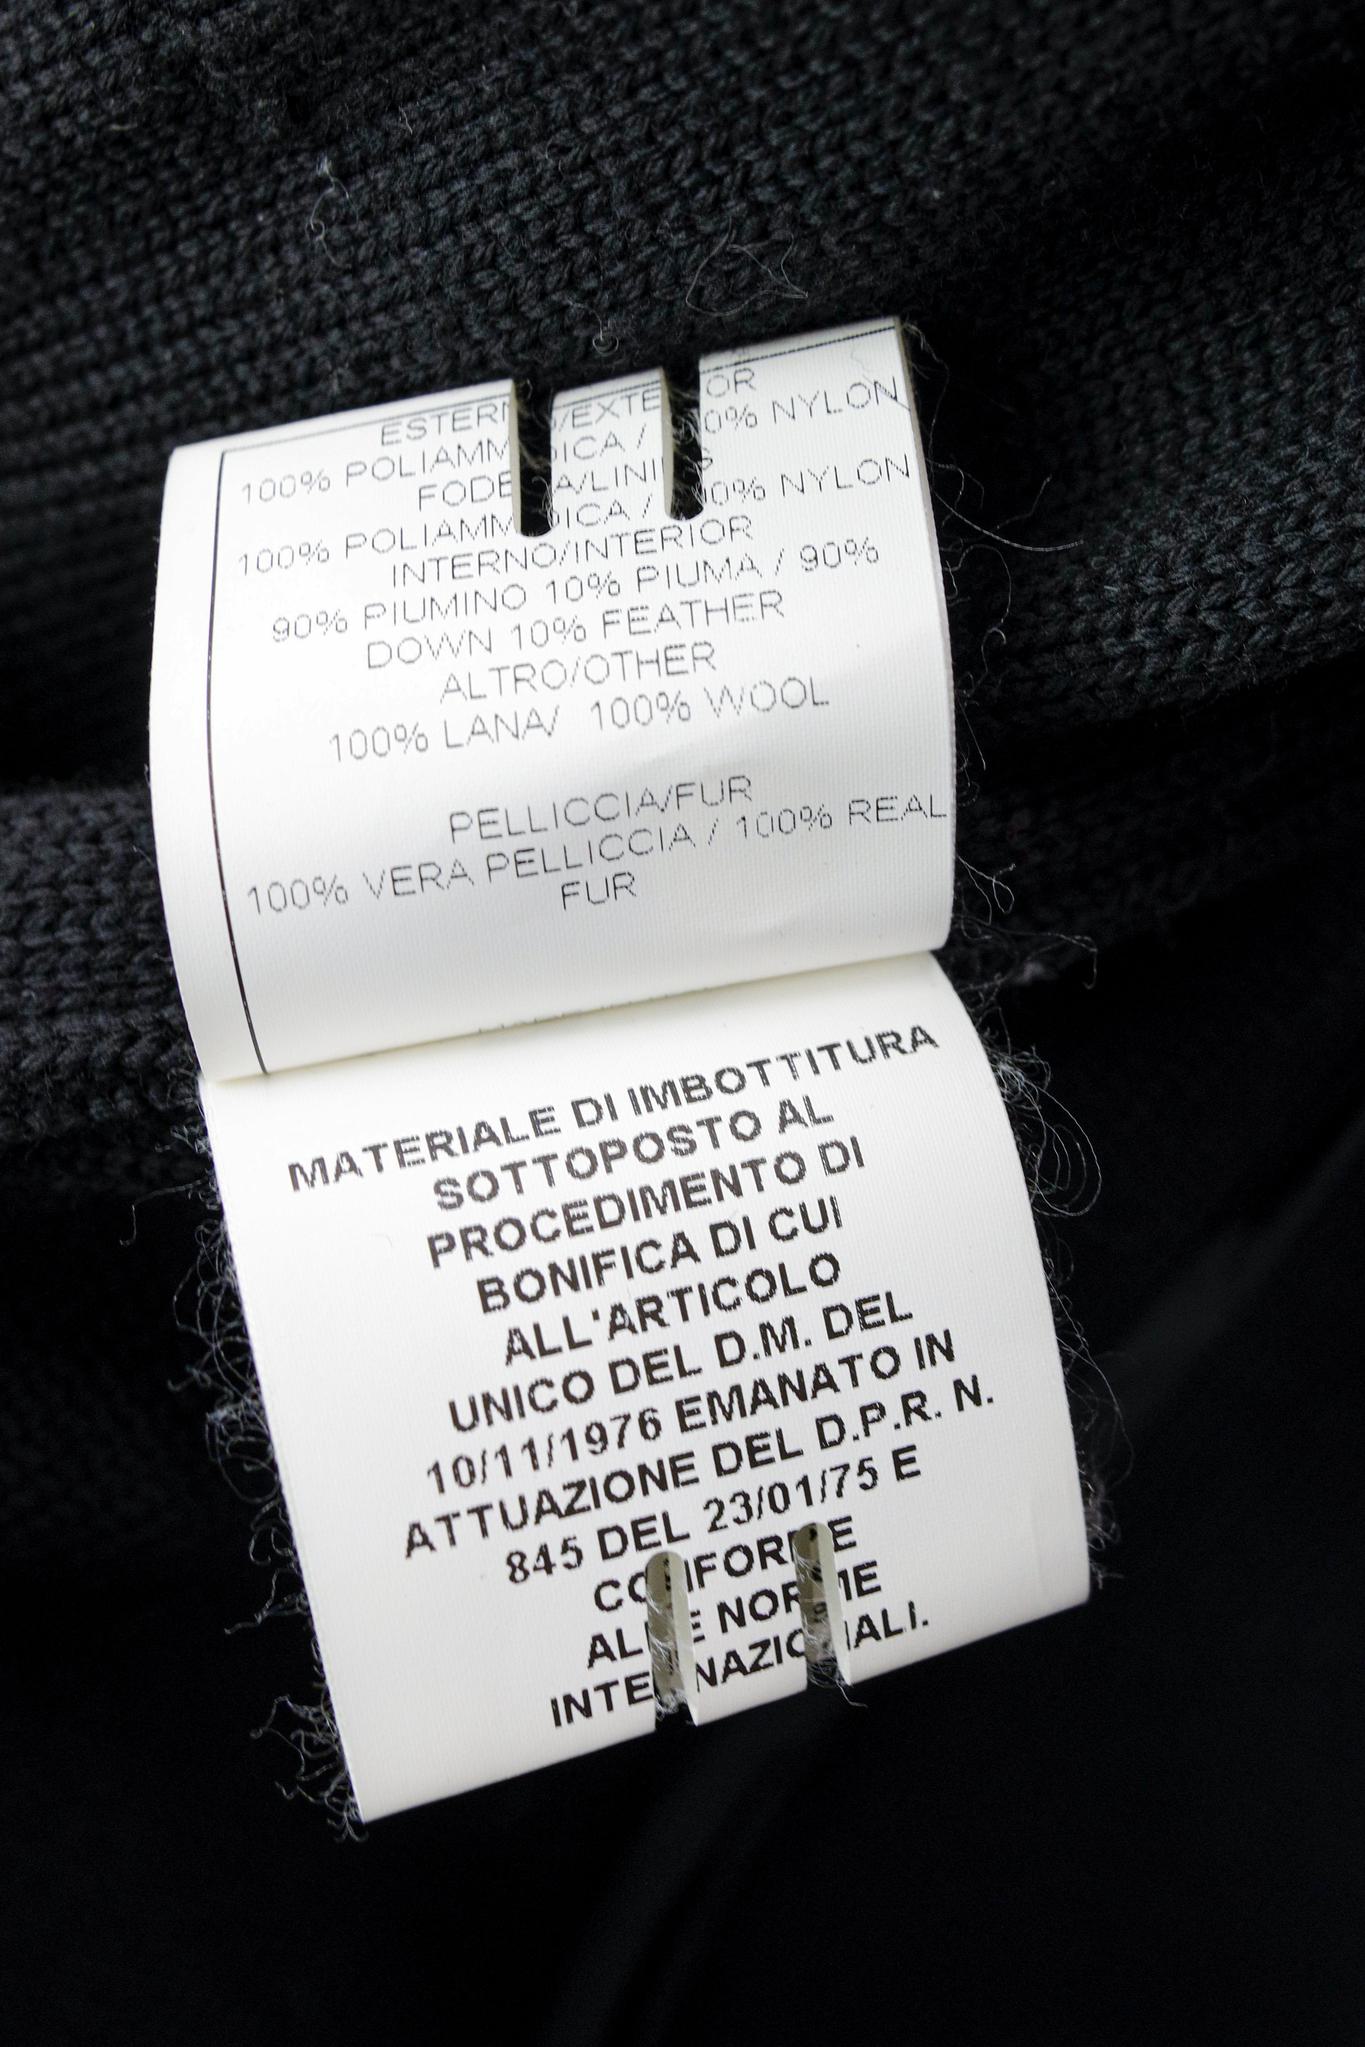 ESTERNO/EXTERIOR
100% POLIAMMIDICA / 100% NYLON
FODERA/LINING
100% POLIAMMIDICA / 100% NYLON
INTERNO/INTERIOR
90% PIUMINO 10% PIUMA / 90%
DOWN 10% FEATHER
ALTRO/OTHER
100% LANA/ 100% WOOL
PELLICCIA/FUR
100% VERA PELLICCIA / 100% REAL
FUR
MATERIALE DI IMBOTTITURA
SOTTOPOSTO AL
PROCEDIMENTO DI
BONIFICA DI CUI
ALL'ARTICOLO
UNICO DEL D.M. DEL
10/11/1976 EMANATO IN
ATTUAZIONE DEL D.P.R. N.
845 DEL 23/01/75 E
CONFORME
ALLE NORME
INTERNAZIONALI.